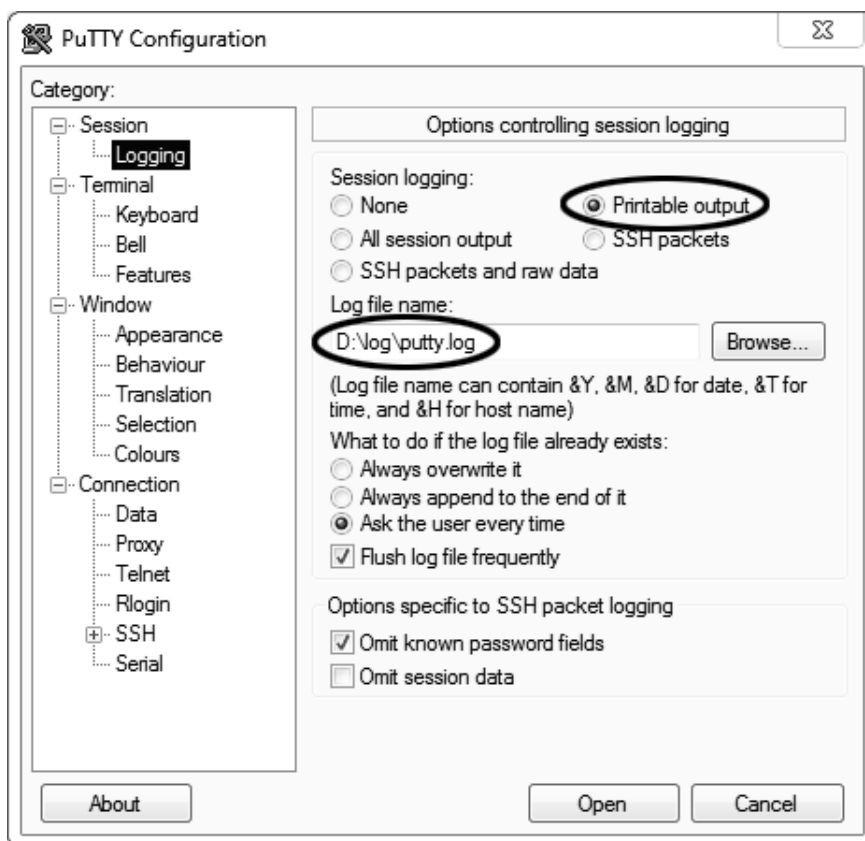 PuTTY Configuration
Category:
Session
Logging
Terminal
Keyboard
Bell
Features
Window
Appearance
Behaviour
Translation
Selection
Colours
Connection
Data
Proxy
Telnet
Rlogin
SSH
Serial
Options controlling session logging
Session logging:
None
Printable output
All session output
SSH packets
SSH packets and raw data
Log file name:
D:\log\putty.log
Browse...
(Log file name can contain &Y, &M, &D for date, &T for
time, and &H for host name)
What to do if the log file already exists:
Always overwrite it
Always append to the end of it
Ask the user every time
Flush log file frequently
Options specific to SSH packet logging
Omit known password fields
Omit session data
About
Open
Cancel